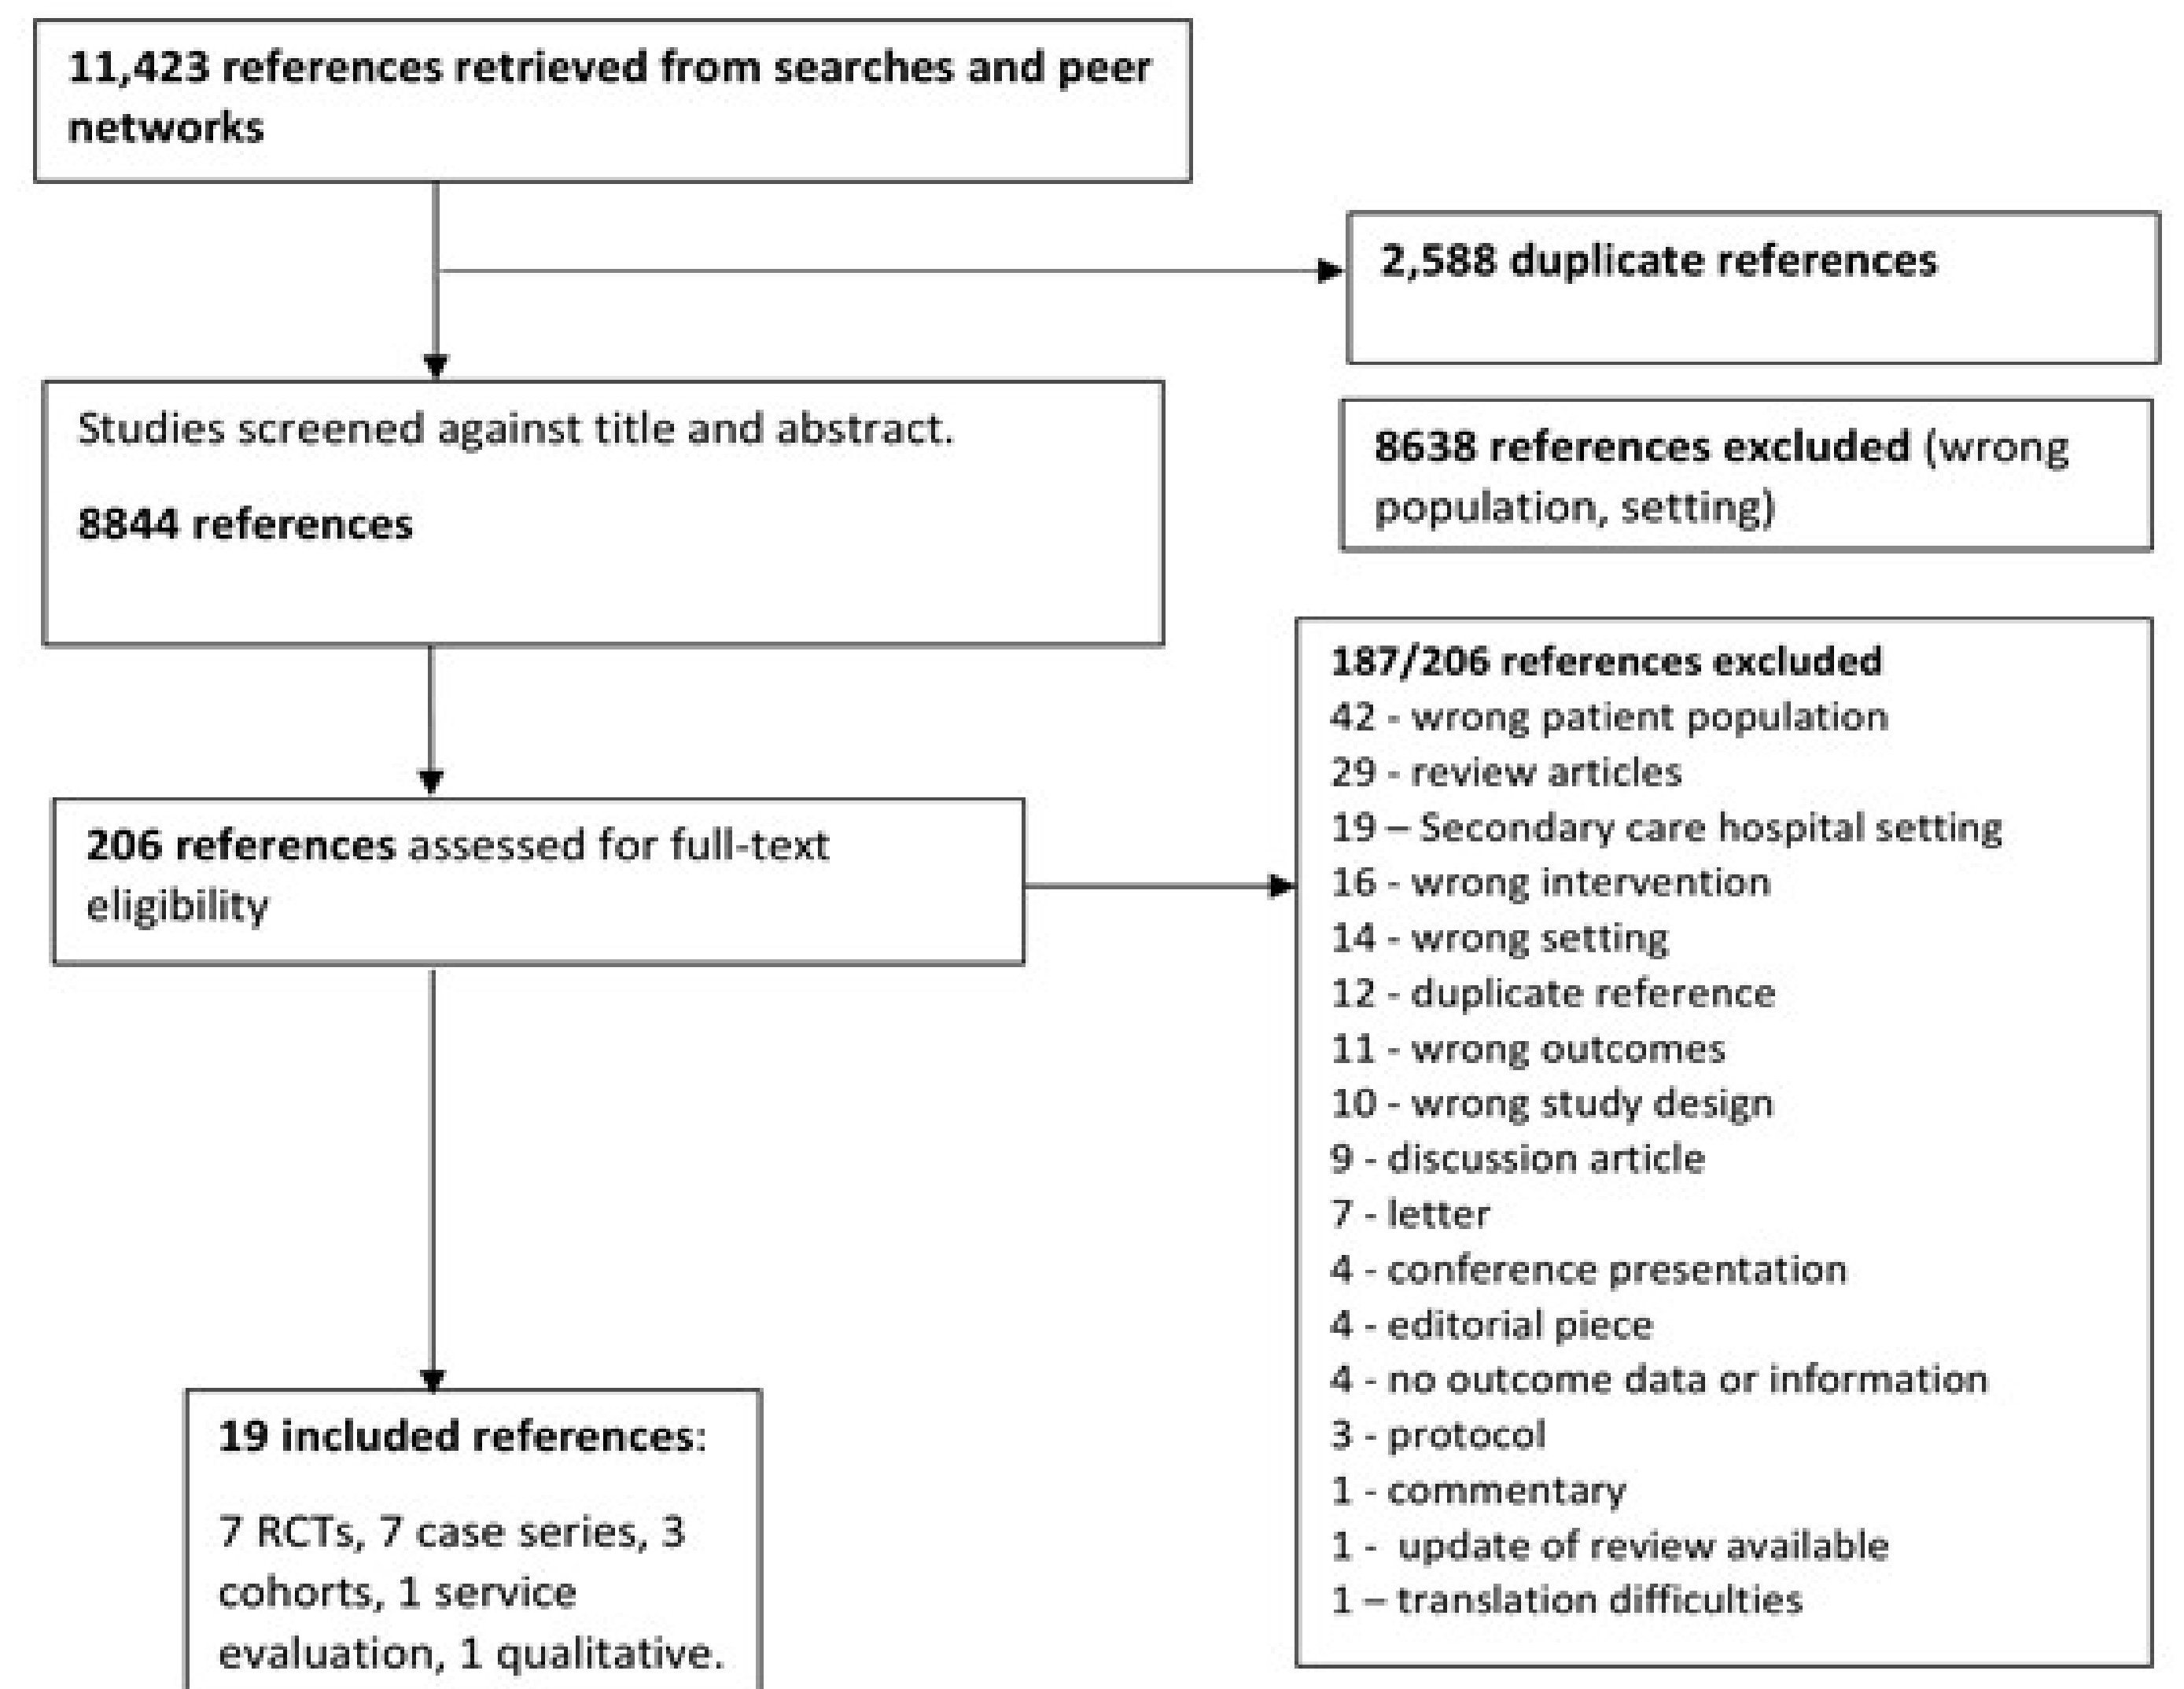 11,423 references retrieved from searches and peer
networks
2,588 duplicate references
Studies screened against title and abstract.
8844 references
8638 references excluded (wrong
population, setting)
206 references assessed for full-text
eligibility
187/206 references excluded
42 - wrong patient population
29 - review articles
19 – Secondary care hospital setting
16 - wrong intervention
14 - wrong setting
12 - duplicate reference
11 - wrong outcomes
10 - wrong study design
9 - discussion article
7 - letter
4 - conference presentation
4 - editorial piece
4 - no outcome data or information
3 - protocol
1 - commentary
1 - update of review available
1 – translation difficulties
19 included references:
7 RCTs, 7 case series, 3
cohorts, 1 service
evaluation, 1 qualitative.